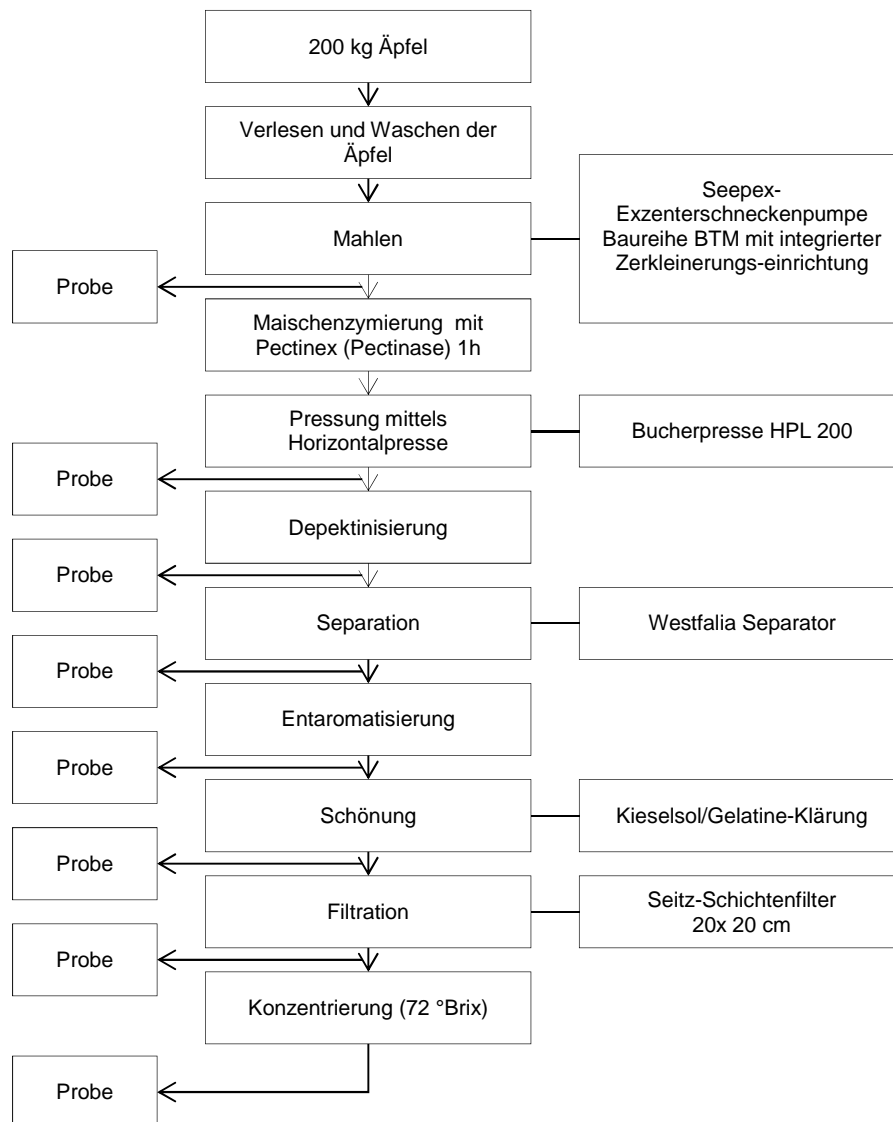 200 kg Äpfel
Verlesen und Waschen der
Äpfel
Seepex-
Exzenterschneckenpumpe
Baureihe BTM mit integrierter
Zerkleinerungs-einrichtung
Mahlen
Probe
Maischenzymierung mit
Pectinex (Pectinase) 1h
Pressung mittels
Horizontalpresse
Bucherpresse HPL 200
Probe
Depektinisierung
Probe
Separation
Westfalia Separator
Probe
Entaromatisierung
Probe
Schönung
Kieselsol/Gelatine-Klärung
Probe
Filtration
Seitz-Schichtenfilter
20x 20 cm
Probe
Konzentrierung (72 °Brix)
Probe